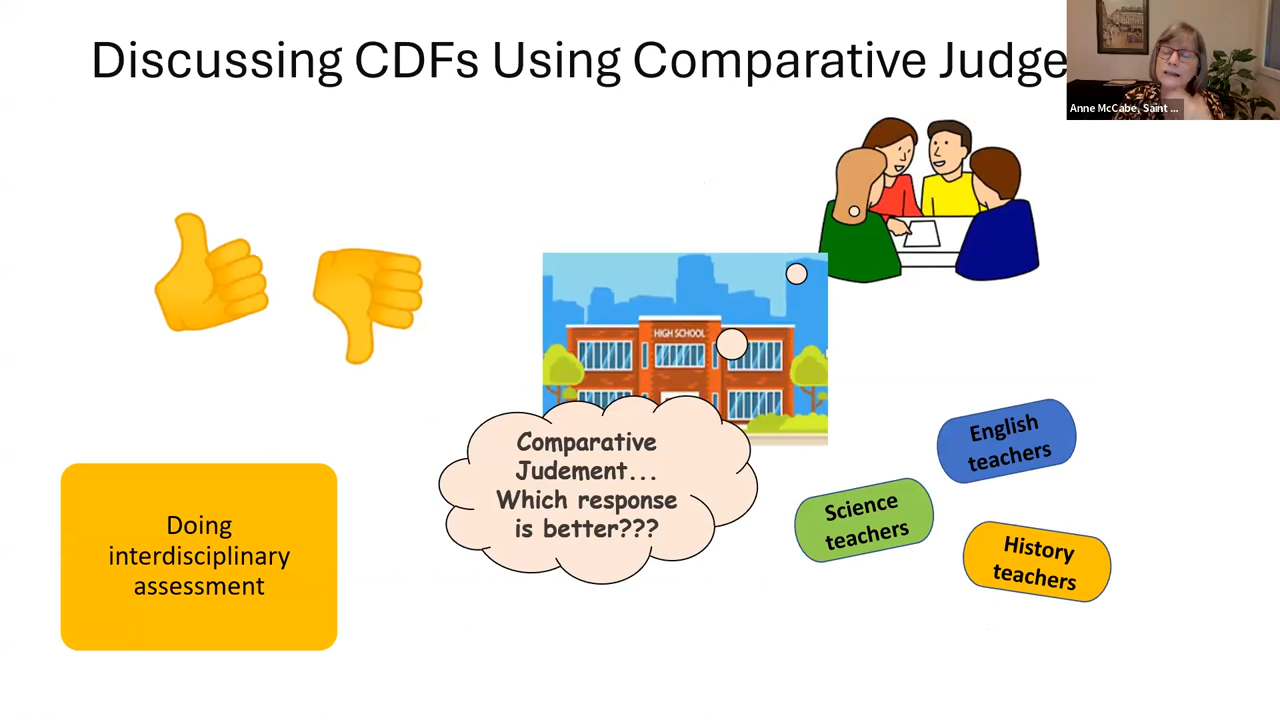 Discussing CDFs Using Comparative Judge
Anne McCabe, Saint ...
HIGH SCHOOL
Comparative
Judement...
Which response
is better???
English
teachers
Science
teachers
History
teachers
Doing
interdisciplinary
assessment